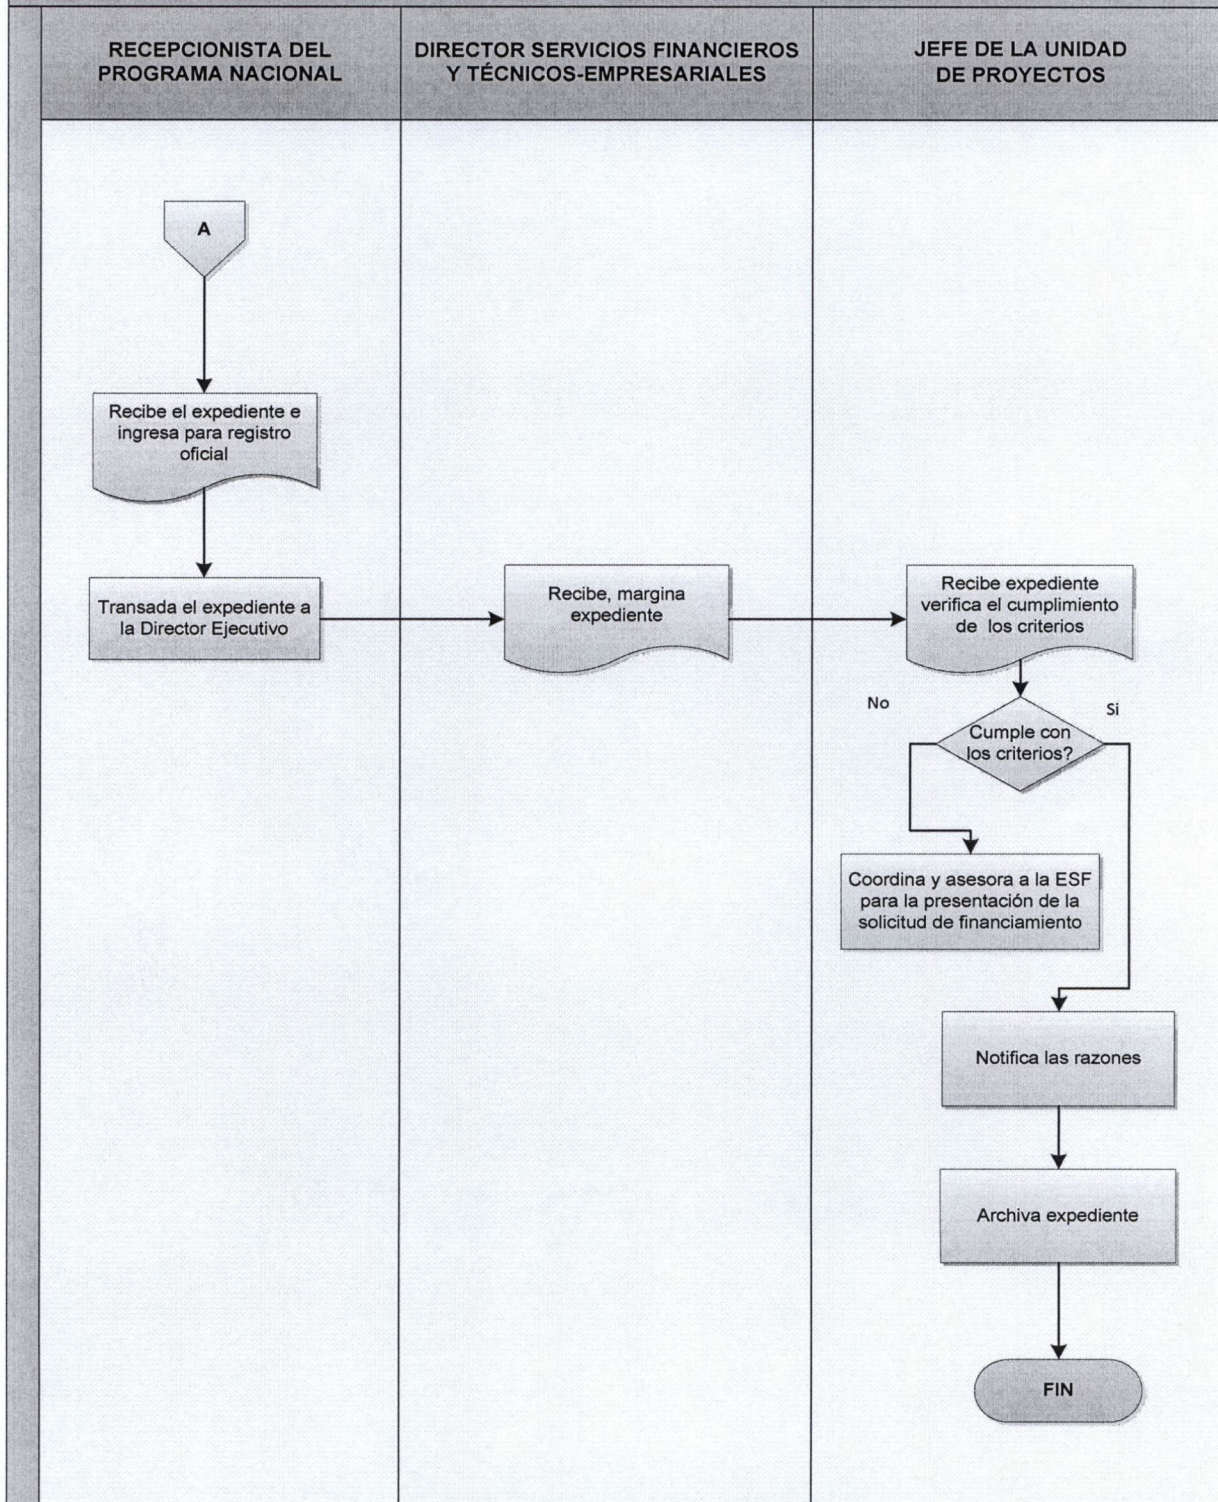 RECEPCIONISTA DEL
PROGRAMA NACIONAL
DIRECTOR SERVICIOS FINANCIEROS
Y TÉCNICOS-EMPRESARIALES
JEFE DE LA UNIDAD
DE PROYECTOS
A
Recibe el expediente e
ingresa para registro
oficial
Transada el expediente a
la Director Ejecutivo
Recibe, margina
expediente
Recibe expediente
verifica el cumplimiento
de los criterios
No
Si
Cumple con
los criterios?
Coordina y asesora a la ESF
para la presentación de la
solicitud de financiamiento
Notifica las razones
Archiva expediente
FIN